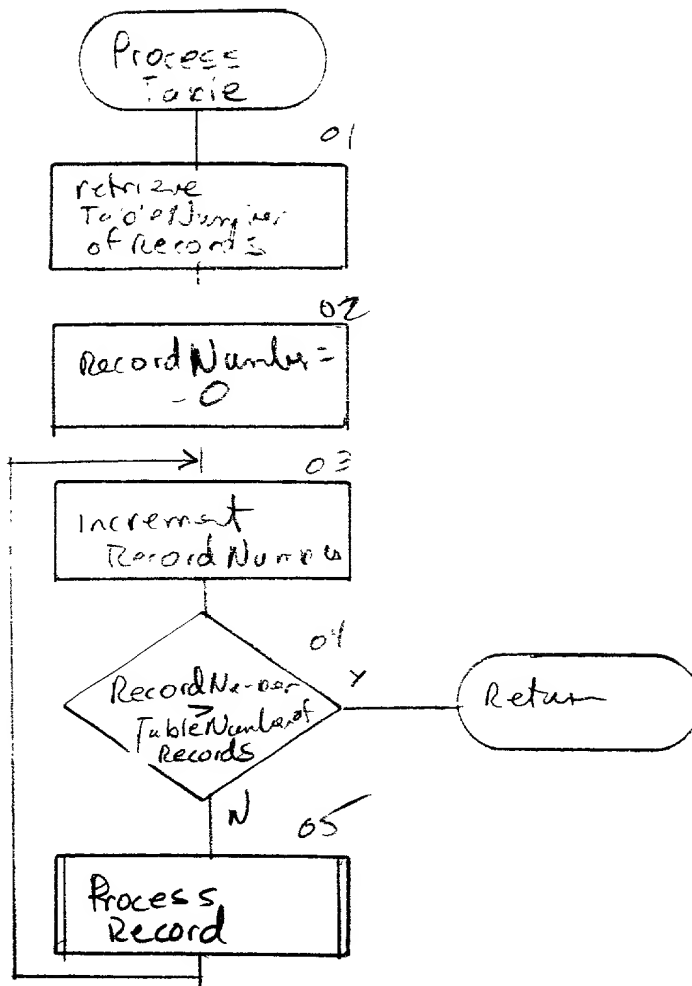 Process
Table
01
retrieve
TableNumber
of Records
02
RecordNumber =
0
03
Increment
RecordNumber
04
RecordNumber
>
TableNumberof
Records
Y
Return
N
05
Process
Record